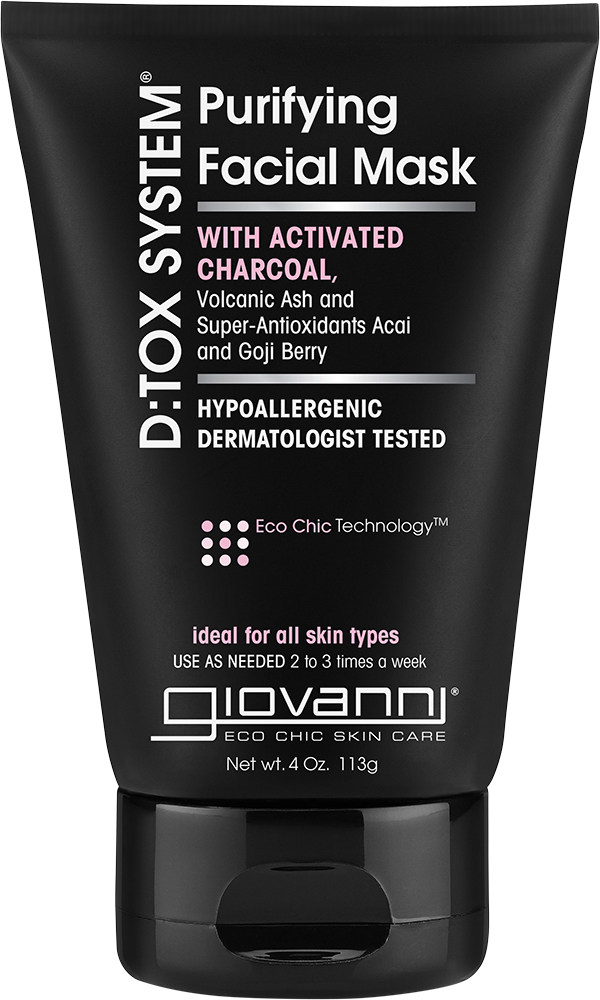 D:TOX SYSTEM®
Purifying
Facial Mask
WITH ACTIVATED
CHARCOAL,
Volcanic Ash and
Super-Antioxidants Acai
and Goji Berry
HYPOALLERGENIC
DERMATOLOGIST TESTED
Eco Chic Technology™
ideal for all skin types
USE AS NEEDED 2 to 3 times a week
giovanni®
ECO CHIC SKIN CARE
Net wt. 4 Oz. 113g